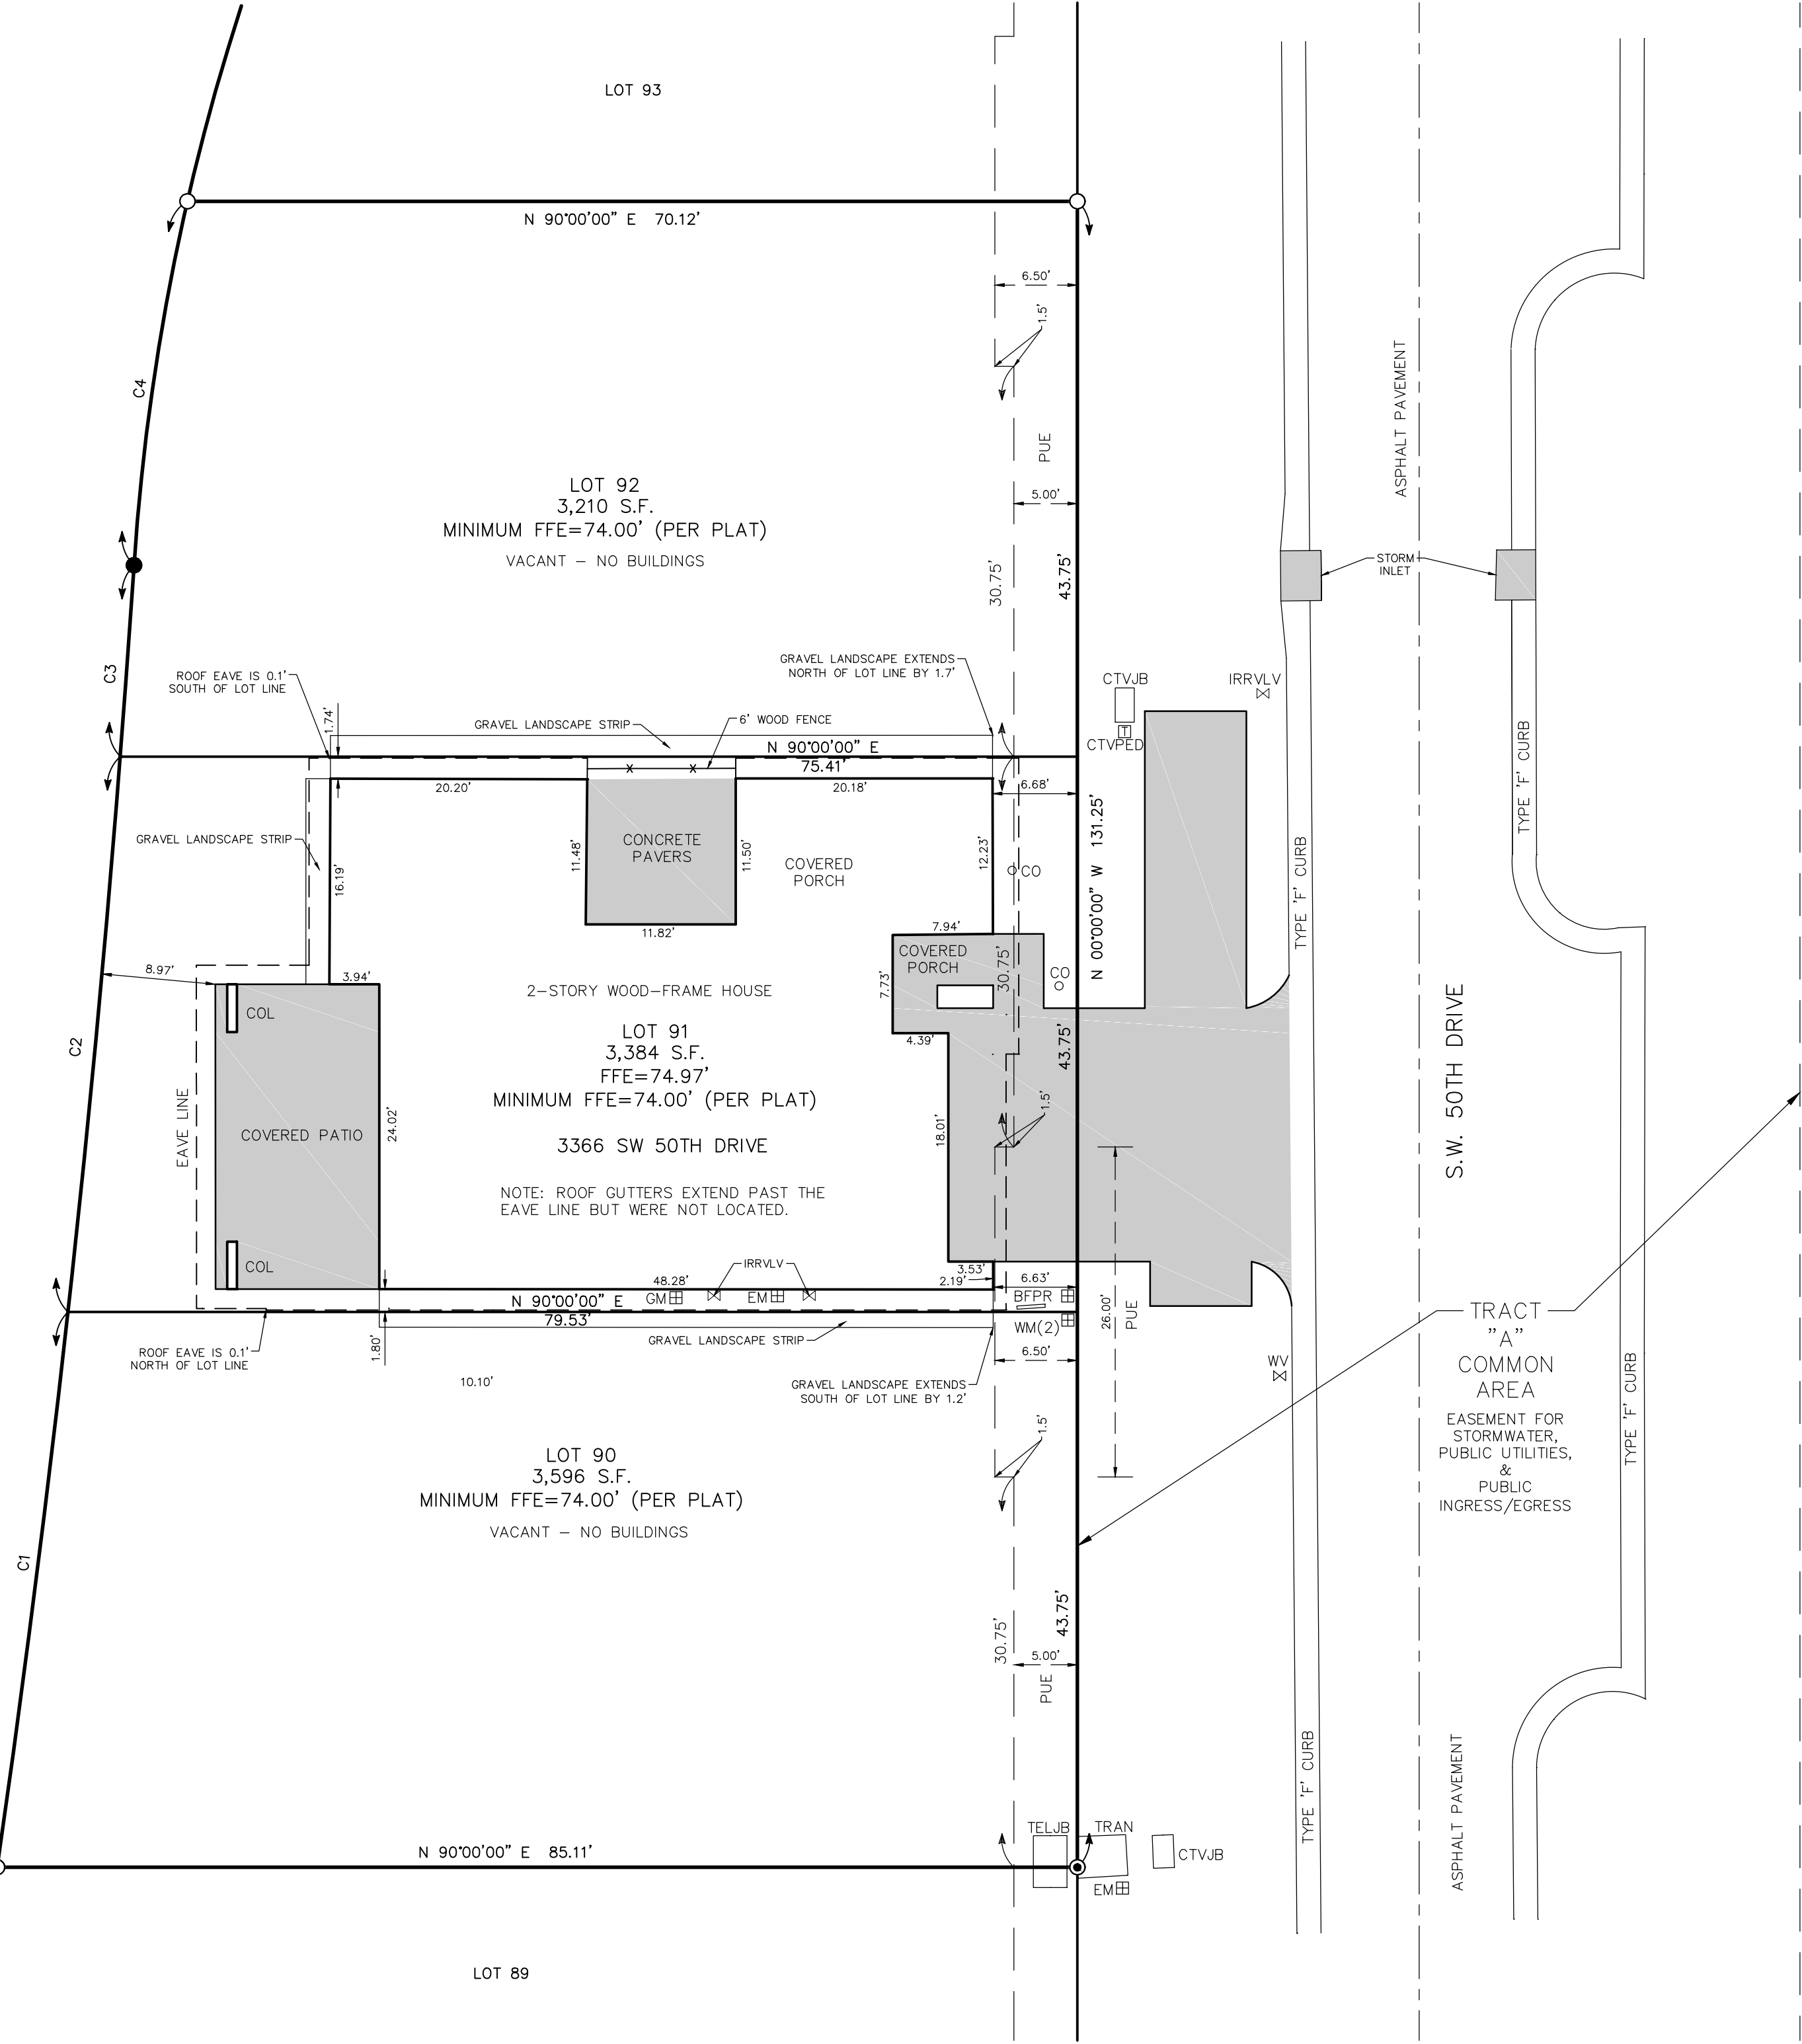 LOT 93
N 90°00'00" E 70.12'
6.50'
1.5'
C4
PUE
ASPHALT PAVEMENT
LOT 92
3,210 S.F.
MINIMUM FFE=74.00' (PER PLAT)
VACANT – NO BUILDINGS
5.00'
30.75'
43.75'
STORM
INLET
C3
ROOF EAVE IS 0.1'
SOUTH OF LOT LINE
1.74'
GRAVEL LANDSCAPE STRIP
6' WOOD FENCE
GRAVEL LANDSCAPE EXTENDS
NORTH OF LOT LINE BY 1.7'
CTVJB
IRRVLV
T
CTVPED
N 90°00'00" E
75.41'
X X
20.20'
20.18'
6.68'
TYPE 'F' CURB
TYPE 'F' CURB
GRAVEL LANDSCAPE STRIP
16.19'
11.48'
CONCRETE
PAVERS
11.50'
COVERED
PORCH
12.23'
CO
N 00°00'00" W 131.25'
11.82'
7.94'
COVERED
PORCH
7.73'
30.75'
CO
8.97'
3.94'
2-STORY WOOD-FRAME HOUSE
COL
C2
LOT 91
3,384 S.F.
FFE=74.97'
MINIMUM FFE=74.00' (PER PLAT)
4.39'
43.75'
S.W. 50TH DRIVE
EAVE LINE
COVERED PATIO
24.02'
3366 SW 50TH DRIVE
18.01'
1.5'
NOTE: ROOF GUTTERS EXTEND PAST THE
EAVE LINE BUT WERE NOT LOCATED.
COL
IRRVLV
48.28'
3.53'
2.19'
6.63'
N 90°00'00" E
GM
EM
BFPR
79.53'
WM(2)
26.00'
PUE
1.80'
GRAVEL LANDSCAPE STRIP
ROOF EAVE IS 0.1'
NORTH OF LOT LINE
6.50'
WV
10.10'
GRAVEL LANDSCAPE EXTENDS
SOUTH OF LOT LINE BY 1.2'
TRACT
"A"
COMMON
AREA
EASEMENT FOR
STORMWATER,
PUBLIC UTILITIES,
&
PUBLIC
INGRESS/EGRESS
TYPE 'F' CURB
1.5'
LOT 90
3,596 S.F.
MINIMUM FFE=74.00' (PER PLAT)
VACANT – NO BUILDINGS
C1
30.75'
43.75'
5.00'
PUE
TYPE 'F' CURB
ASPHALT PAVEMENT
N 90°00'00" E 85.11'
TELJB
TRAN
CTVJB
EM
LOT 89